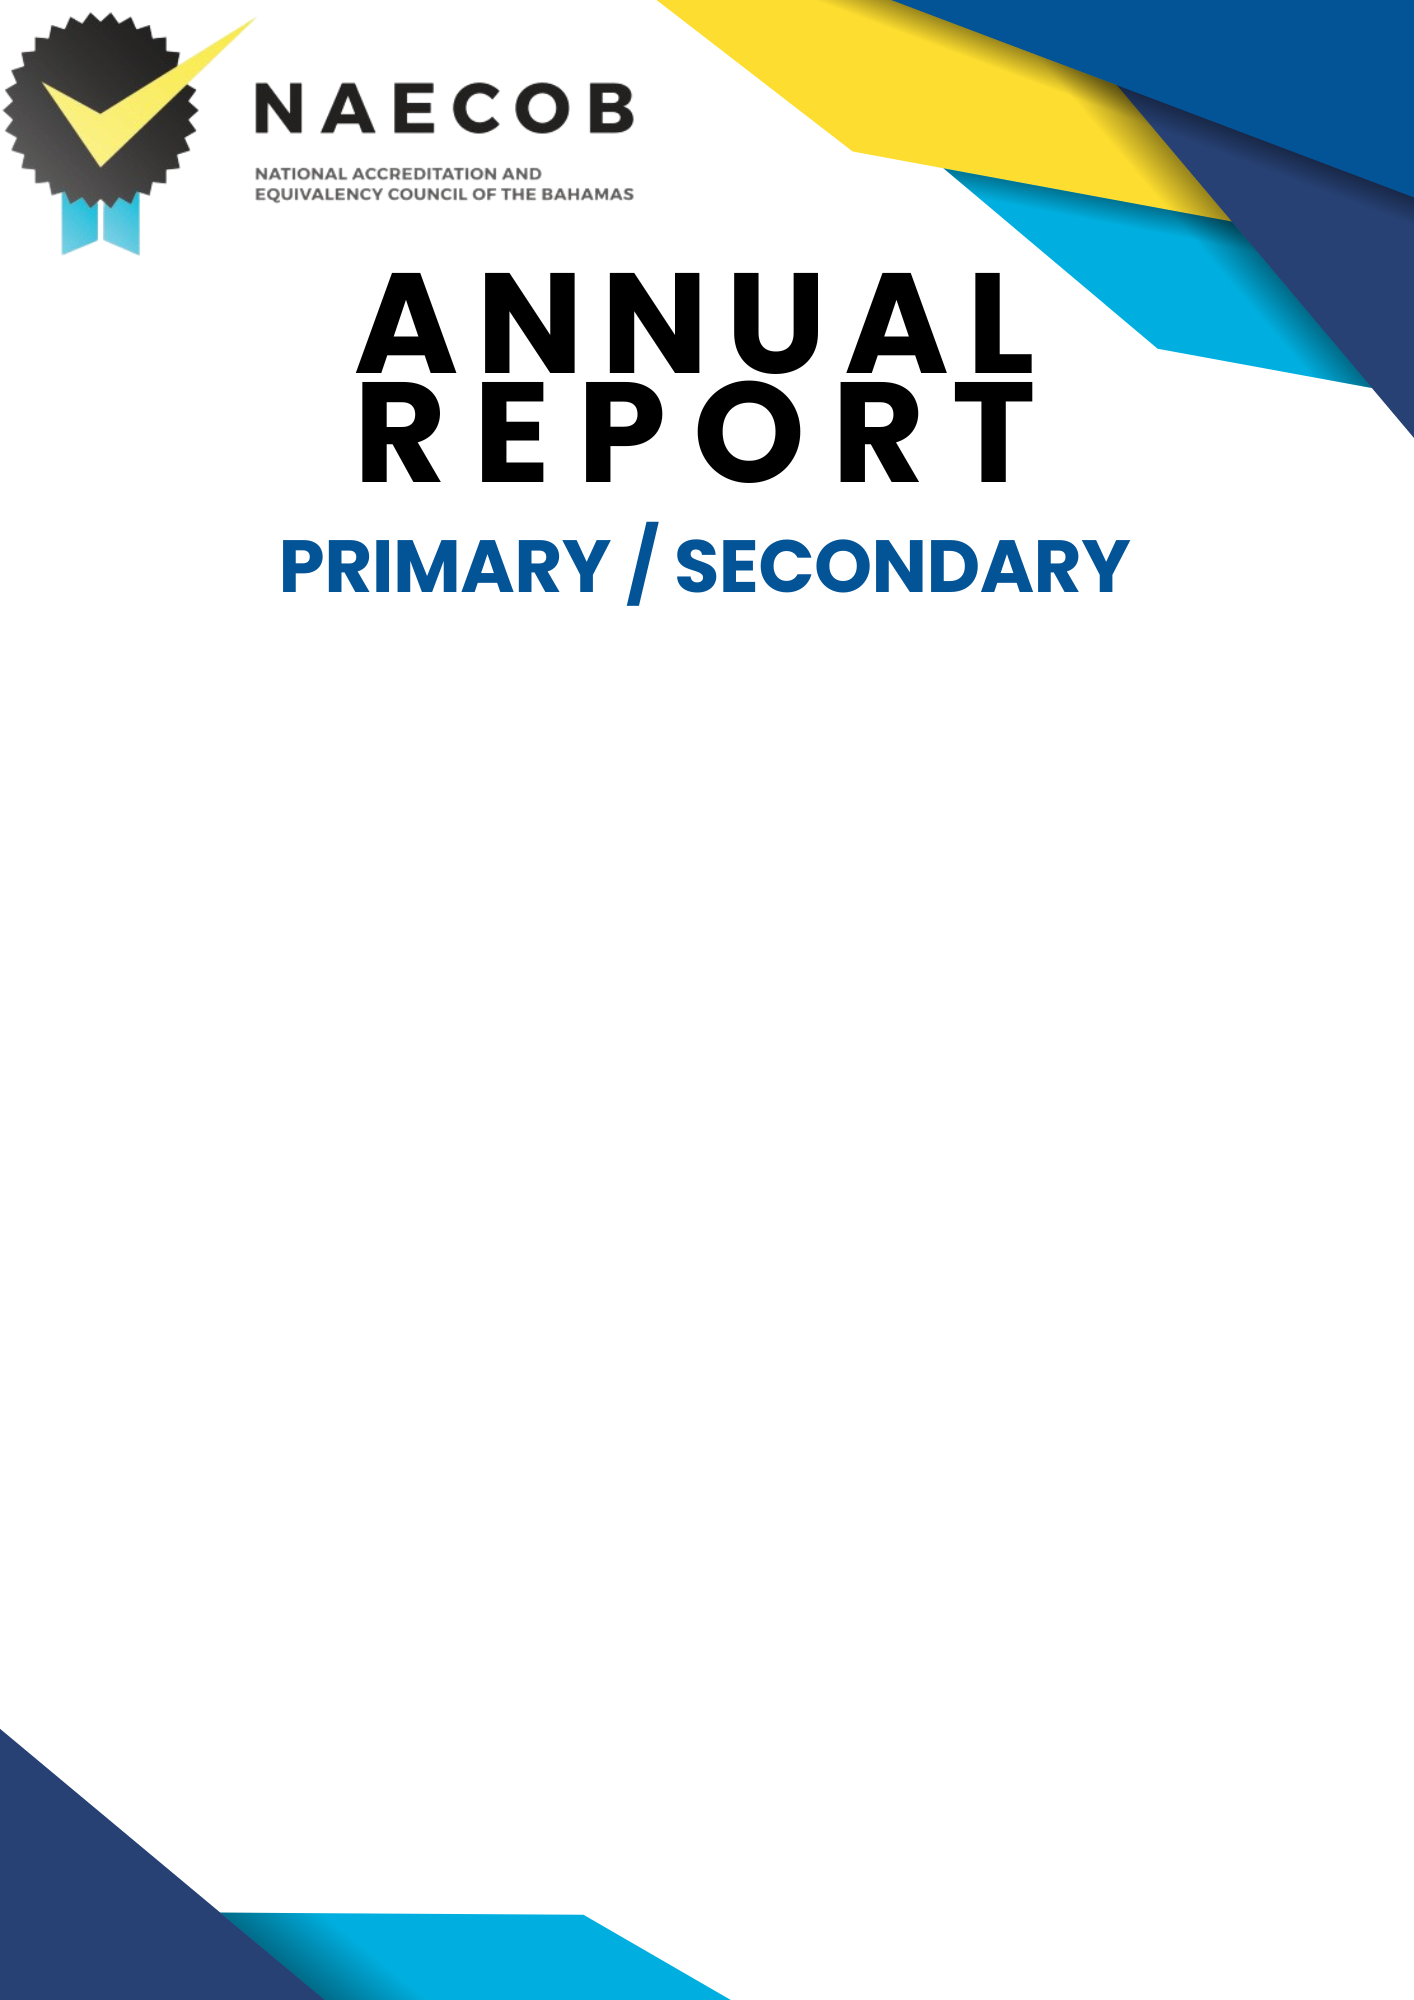 NAECOB
NATIONAL ACCREDITATION AND
EQUIVALENCY COUNCIL OF THE BAHAMAS
ANNUAL
REPORT
PRIMARY / SECONDARY